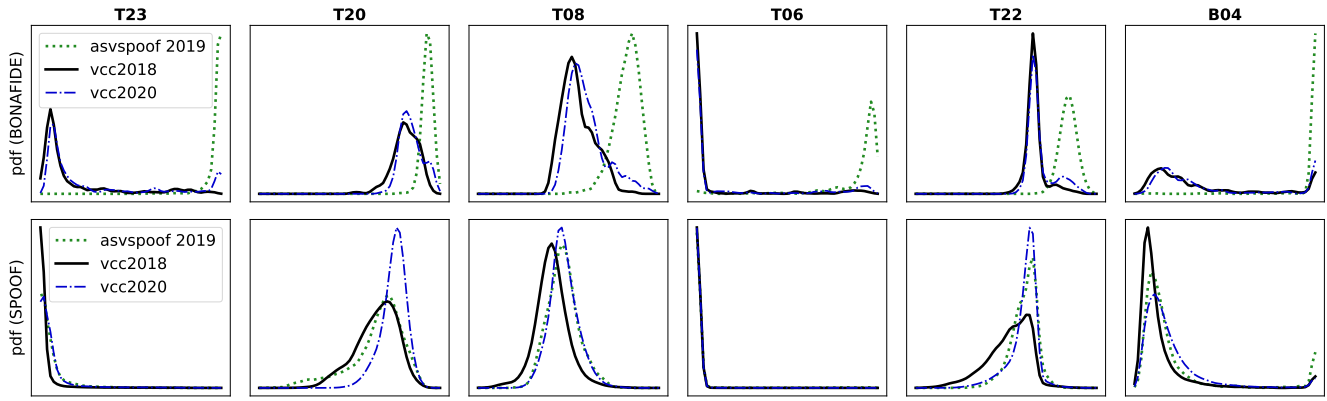 T23 T20 T08 T06 T22 B04
pdf (BONAFIDE)
asvspoof 2019
vcc2018
vcc2020
pdf (SPOOF)
asvspoof 2019
vcc2018
vcc2020